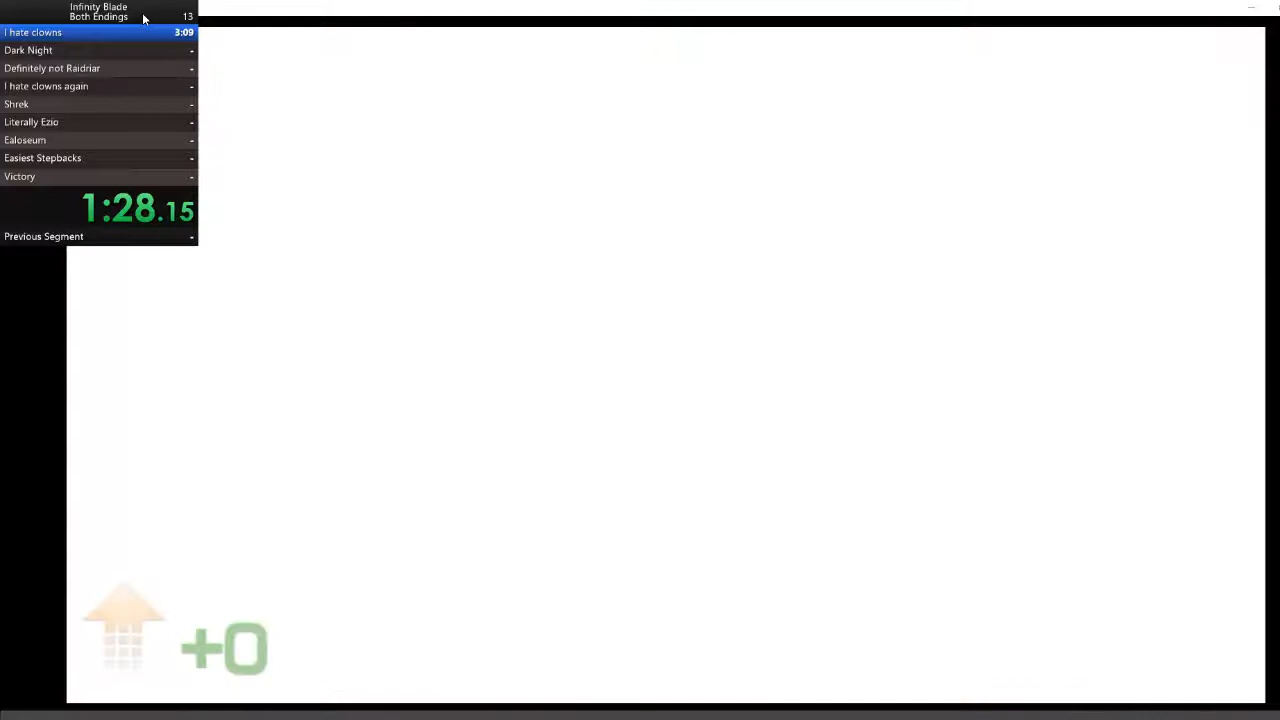 Infinity Blade
Both Endings 13
I hate clowns 3:09
Dark Night -
Definitely not Raidriar -
I hate clowns again -
Shrek -
Literally Ezio -
Ealoseum -
Easiest Stepbacks -
Victory -
1:28.15
Previous Segment -
+0